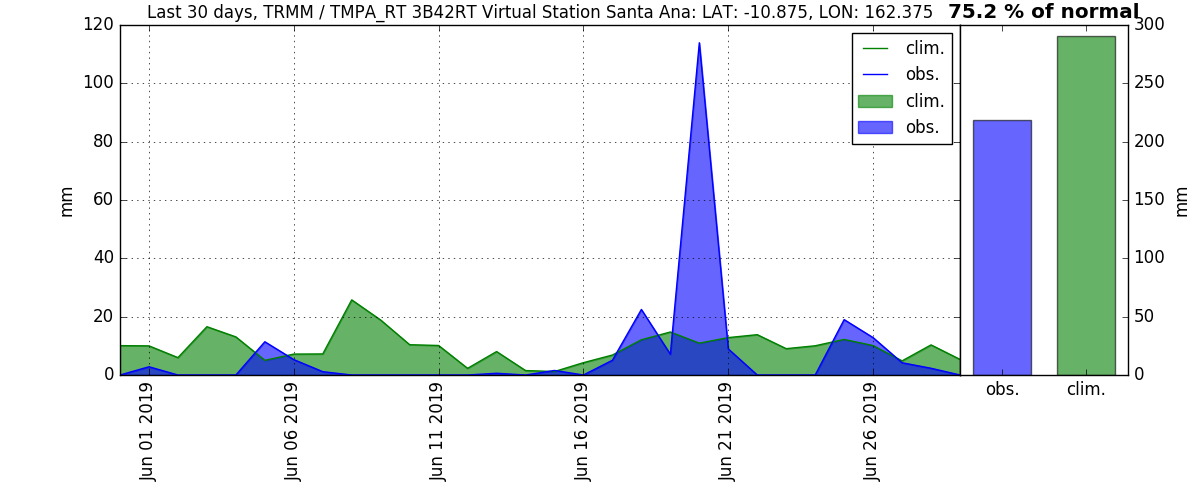 Last 30 days, TRMM / TMPA_RT 3B42RT Virtual Station Santa Ana: LAT: -10.875, LON: 162.375
75.2 % of normal
120
100
80
60
40
20
0
mm
clim.
obs.
clim.
obs.
Jun 01 2019
Jun 06 2019
Jun 11 2019
Jun 16 2019
Jun 21 2019
Jun 26 2019
300
250
200
150
100
50
0
mm
obs.
clim.